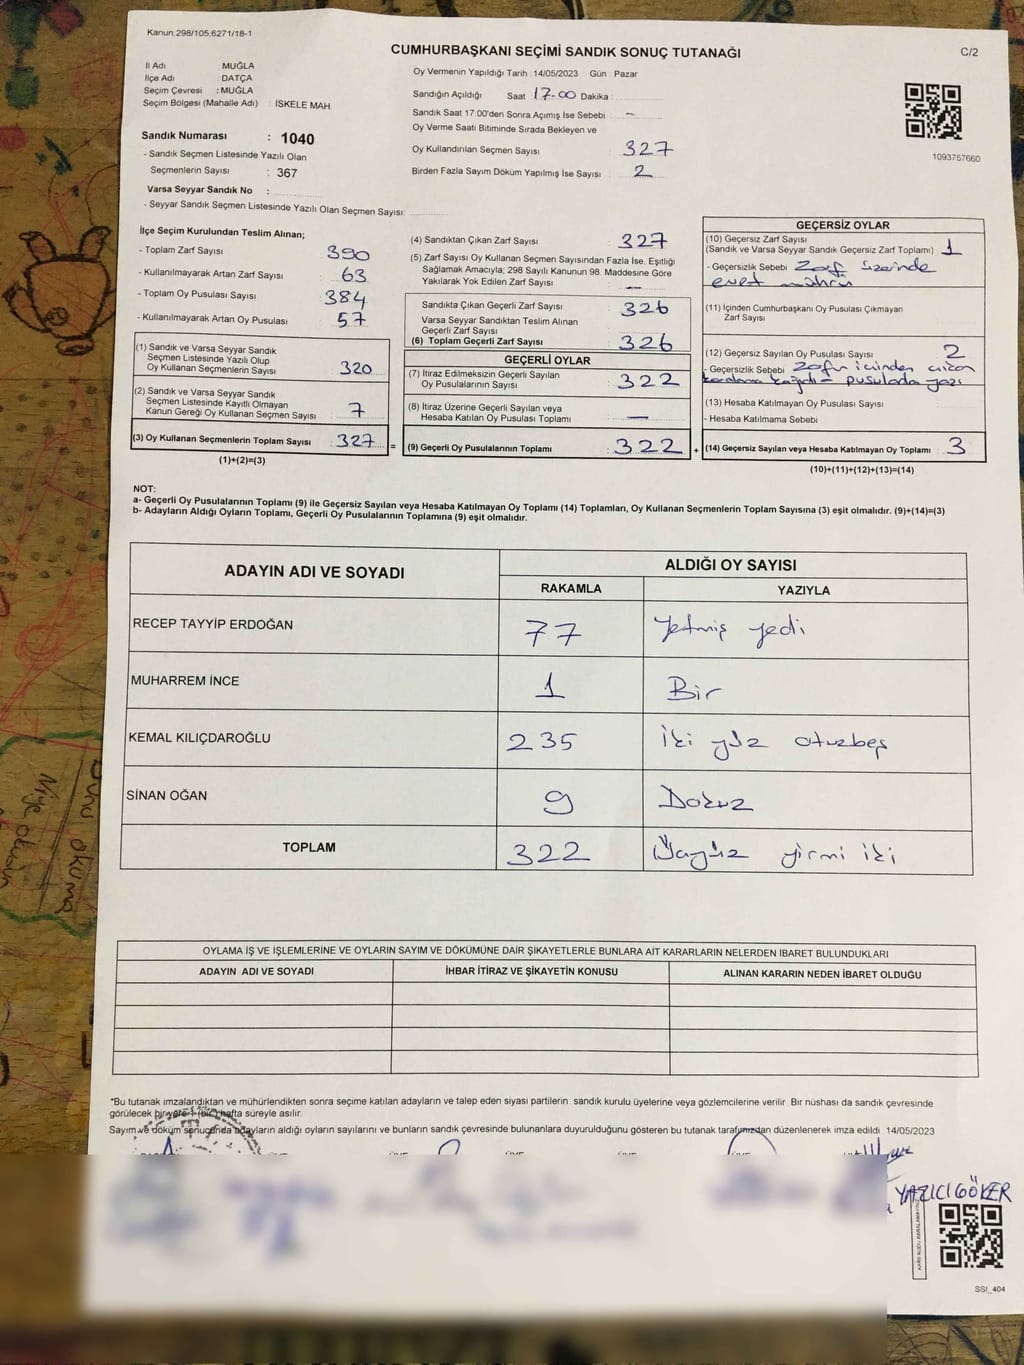 Kanun,298/105,6271/18-1
CUMHURBAŞKANI SEÇİMİ SANDIK SONUÇ TUTANAĞI
C/2
İl Adı : MUĞLA
İlçe Adı : DATÇA
Seçim Çevresi : MUĞLA
Seçim Bölgesi (Mahalle Adı) : İSKELE MAH.
Sandık Numarası : 1040
- Sandık Seçmen Listesinde Yazılı Olan
Seçmenlerin Sayısı : 367
Varsa Seyyar Sandık No :
- Seyyar Sandık Seçmen Listesinde Yazılı Olan Seçmen Sayısı:
Oy Vermenin Yapıldığı Tarih : 14/05/2023 Gün : Pazar
Sandığın Açıldığı Saat 17.00 Dakika :
Sandık Saat 17:00'den Sonra Açımış İse Sebebi : -
Oy Verme Saati Bitiminde Sırada Bekleyen ve
Oy Kullandırılan Seçmen Sayısı : 327
Birden Fazla Sayım Döküm Yapılmış İse Sayısı : 2
1093757660
İlçe Seçim Kurulundan Teslim Alınan;
- Toplam Zarf Sayısı : 390
- Kullanılmayarak Artan Zarf Sayısı : 63
- Toplam Oy Pusulası Sayısı : 384
- Kullanılmayarak Artan Oy Pusulası : 57
(1) Sandık ve Varsa Seyyar Sandık
Seçmen Listesinde Yazılı Olup
Oy Kullanan Seçmenlerin Sayısı : 320
(2) Sandık ve Varsa Seyyar Sandık
Seçmen Listesinde Kayıtlı Olmayan
Kanun Gereği Oy Kullanan Seçmen Sayısı : 7
(3) Oy Kullanan Seçmenlerin Toplam Sayısı : 327 =
(1)+(2)=(3)
(4) Sandıktan Çıkan Zarf Sayısı : 327
(5) Zarf Sayısı Oy Kullanan Seçmen Sayısından Fazla İse, Eşitliği
Sağlamak Amacıyla; 298 Sayılı Kanunun 98. Maddesine Göre
Yakılarak Yok Edilen Zarf Sayısı : -
Sandıkta Çıkan Geçerli Zarf Sayısı : 326
Varsa Seyyar Sandıktan Teslim Alınan
Geçerli Zarf Sayısı :
(6) Toplam Geçerli Zarf Sayısı : 326
GEÇERLİ OYLAR
(7) İtiraz Edilmeksizin Geçerli Sayılan
Oy Pusulalarının Sayısı : 322
(8) İtiraz Üzerine Geçerli Sayılan veya
Hesaba Katılan Oy Pusulası Toplamı : -
(9) Geçerli Oy Pusulalarının Toplamı : 322 +
GEÇERSİZ OYLAR
(10) Geçersiz Zarf Sayısı
(Sandık ve Varsa Seyyar Sandık Geçersiz Zarf Toplamı) : 1
- Geçersizlik Sebebi : Zarf üzerinde
evet mührü
(11) İçinden Cumhurbaşkanı Oy Pusulası Çıkmayan
Zarf Sayısı
(12) Geçersiz Sayılan Oy Pusulası Sayısı : 2
- Geçersizlik Sebebi : zarfın içinden çıkan
karalama kağıdı - pusulada yazı
(13) Hesaba Katılmayan Oy Pusulası Sayısı :
- Hesaba Katılmama Sebebi :
(14) Geçersiz Sayılan veya Hesaba Katılmayan Oy Toplamı : 3
(10)+(11)+(12)+(13)=(14)
NOT:
a- Geçerli Oy Pusulalarının Toplamı (9) ile Geçersiz Sayılan veya Hesaba Katılmayan Oy Toplamı (14) Toplamları, Oy Kullanan Seçmenlerin Toplam Sayısına (3) eşit olmalıdır. (9)+(14)=(3)
b- Adayların Aldığı Oyların Toplamı, Geçerli Oy Pusulalarının Toplamına (9) eşit olmalıdır.
ADAYIN ADI VE SOYADI
ALDIĞI OY SAYISI
RAKAMLA YAZIYLA
RECEP TAYYİP ERDOĞAN 77 Yetmiş yedi
MUHARREM İNCE 1 Bir
KEMAL KILIÇDAROĞLU 235 İki yüz otuzbeş
SİNAN OĞAN 9 Dokuz
TOPLAM 322 Üçyüz yirmi iki
OYLAMA İŞ VE İŞLEMLERİNE VE OYLARIN SAYIM VE DÖKÜMÜNE DAİR ŞİKAYETLERLE BUNLARA AİT KARARLARIN NELERDEN İBARET BULUNDUKLARI
ADAYIN ADI VE SOYADI İHBAR İTİRAZ VE ŞİKAYETİN KONUSU ALINAN KARARIN NEDEN İBARET OLDUĞU
*Bu tutanak imzalandıktan ve mühürlendikten sonra seçime katılan adayların ve talep eden siyasi partilerin sandık kurulu üyelerine veya gözlemcilerine verilir. Bir nüshası da sandık çevresinde
görülecek bir yere 1 (bir) hafta süreyle asılır.
Sayım ve döküm sonucunda adayların aldığı oyların sayılarını ve bunların sandık çevresinde bulunanlara duyurulduğunu gösteren bu tutanak tarafımızdan düzenlenerek imza edildi. 14/05/2023
YAZICI GÖKER
SSI_404